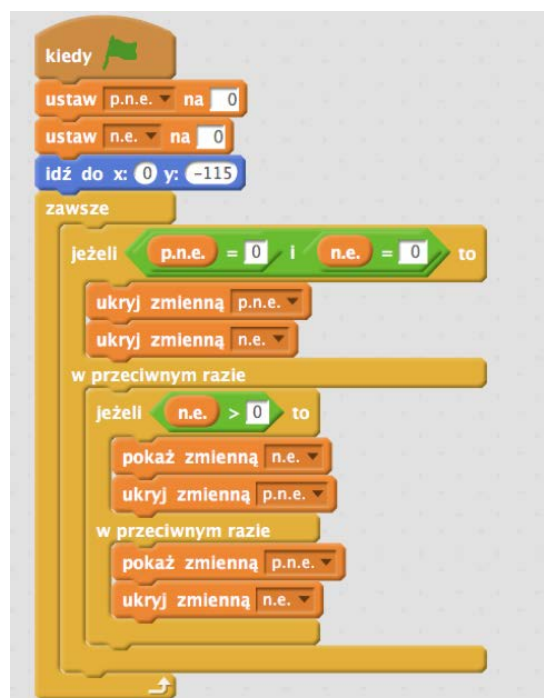 kiedy
ustaw p.n.e. na 0
ustaw n.e. na 0
idź do x: 0 y: -115
zawsze
jeżeli p.n.e. = 0 i n.e. = 0 to
ukryj zmienną p.n.e.
ukryj zmienną n.e.
w przeciwnym razie
jeżeli n.e. > 0 to
pokaż zmienną n.e.
ukryj zmienną p.n.e.
w przeciwnym razie
pokaż zmienną p.n.e.
ukryj zmienną n.e.